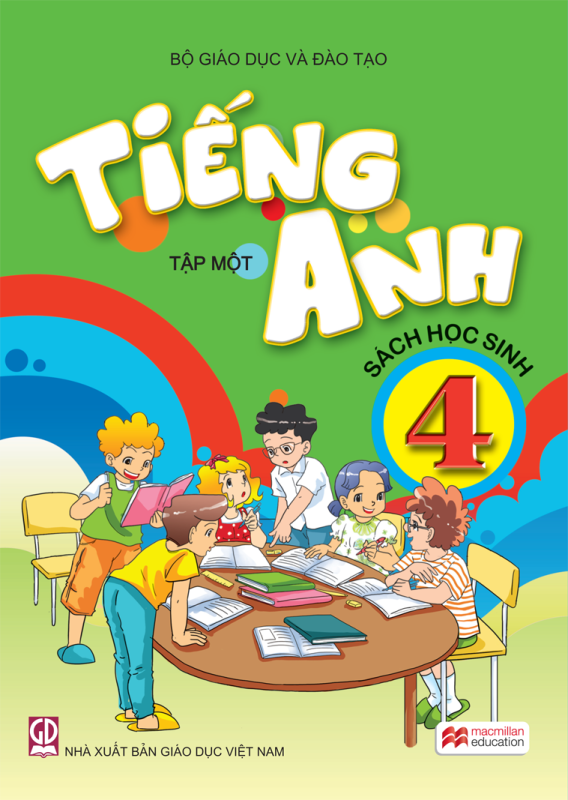 BỘ GIÁO DỤC VÀ ĐÀO TẠO
TiẾNG
ANH
TẬP MỘT
SÁCH HỌC SINH
4
GD
NHÀ XUẤT BẢN GIÁO DỤC VIỆT NAM
macmillan
education